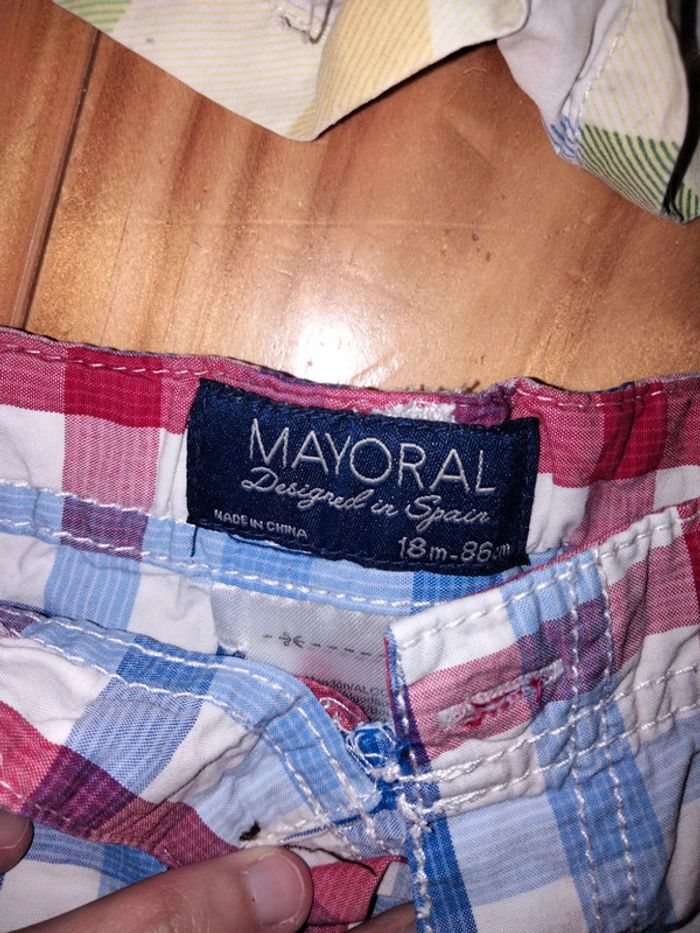 MAYORAL
Designed in Spain
MADE IN CHINA
18m-86cm